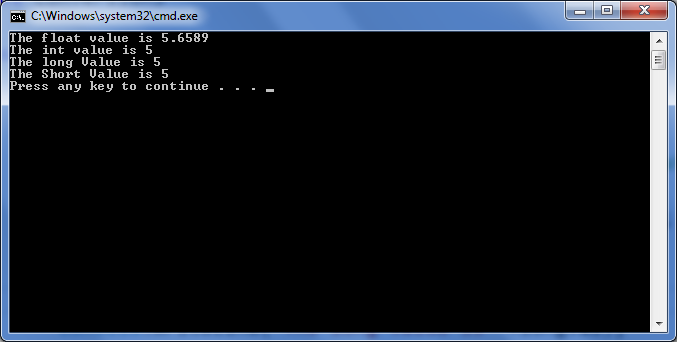 C:\Windows\system32\cmd.exe
The float value is 5.6589
The int value is 5
The long Value is 5
The Short Value is 5
Press any key to continue . . . _